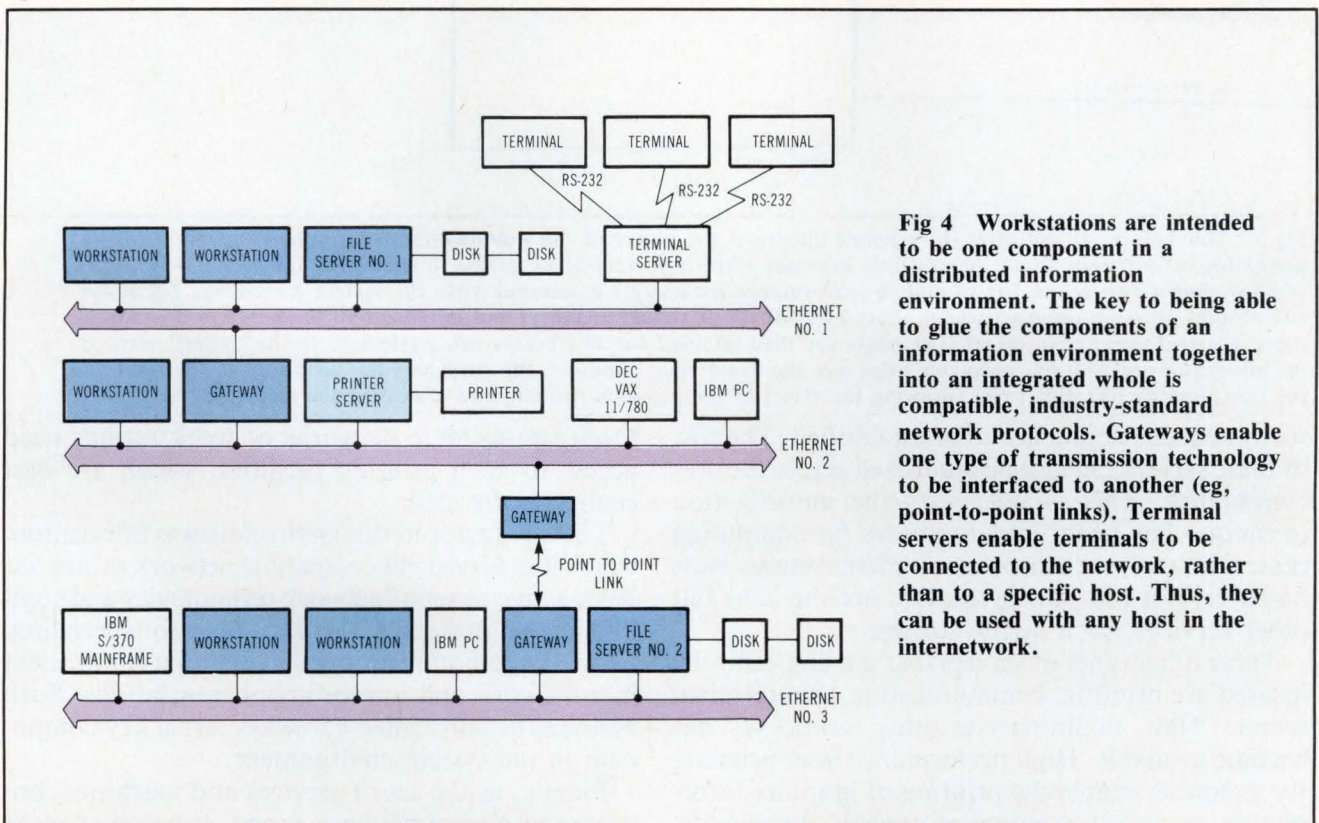 TERMINAL
TERMINAL
TERMINAL
RS-232
RS-232
RS-232
WORKSTATION
WORKSTATION
FILE
SERVER NO. 1
DISK
DISK
TERMINAL
SERVER
ETHERNET
NO. 1
WORKSTATION
GATEWAY
PRINTER
SERVER
PRINTER
DEC
VAX
11/780
IBM PC
ETHERNET
NO. 2
GATEWAY
POINT TO POINT
LINK
IBM
S/370
MAINFRAME
WORKSTATION
WORKSTATION
IBM PC
GATEWAY
FILE
SERVER NO. 2
DISK
DISK
ETHERNET
NO. 3
Fig 4 Workstations are intended
to be one component in a
distributed information
environment. The key to being able
to glue the components of an
information environment together
into an integrated whole is
compatible, industry-standard
network protocols. Gateways enable
one type of transmission technology
to be interfaced to another (eg,
point-to-point links). Terminal
servers enable terminals to be
connected to the network, rather
than to a specific host. Thus, they
can be used with any host in the
internetwork.